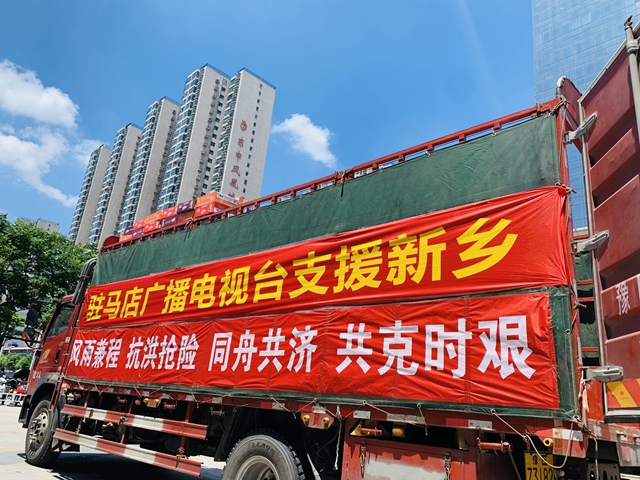 驻马店广播电视台支援新乡
风雨兼程 抗洪抢险 同舟共济 共克时艰
豫